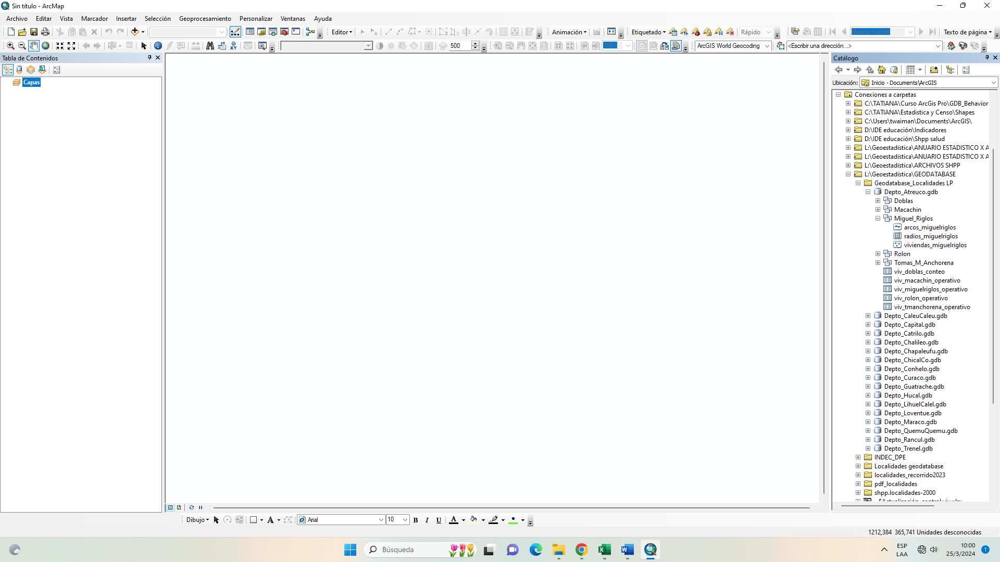 Sin título - ArcMap
Archivo Editar Vista Marcador Insertar Selección Geoprocesamiento Personalizar Ventanas Ayuda
Editor Animación Etiquetado Rápido Mostrar nombre Texto de página
500 100% ArcGIS World Geocoding <Escribir una dirección...>
Tabla de Contenidos
Capas
Catálogo
Ubicación: Inicio - Documents\ArcGIS
Conexiones a carpetas
C:\TATIANA\Curso ArcGis Pro\GDB_Behavior
C:\TATIANA\Estadistica y Censo\Shapes
C:\Users\twaiman\Documents\ArcGIS\
D:\IDE educación\Indicadores
D:\IDE educación\Shpp salud
L:\Geoestadística\ANUARIO ESTADISTICO X A
L:\Geoestadística\ANUARIO ESTADISTICO X A
L:\Geoestadística\ARCHIVOS SHPP
L:\Geoestadística\GEODATABASE
Geodatabase_Localidades LP
Depto_Atreuco.gdb
Doblas
Macachin
Miguel_Riglos
arcos_miguelriglos
radios_miguelriglos
viviendas_miguelriglos
Rolon
Tomas_M_Anchorena
viv_doblas_conteo
viv_macachin_operativo
viv_miguelriglos_operativo
viv_rolon_operativo
viv_tmanchorena_operativo
Depto_CaleuCaleu.gdb
Depto_Capital.gdb
Depto_Catrilo.gdb
Depto_Chalileo.gdb
Depto_Chapaleufu.gdb
Depto_ChicalCo.gdb
Depto_Conhelo.gdb
Depto_Curaco.gdb
Depto_Guatrache.gdb
Depto_Hucal.gdb
Depto_LihuelCalel.gdb
Depto_Loventue.gdb
Depto_Maraco.gdb
Depto_QuemuQuemu.gdb
Depto_Rancul.gdb
Depto_Trenel.gdb
INDEC_DPE
Localidades geodatabase
localidades_recorrido2023
pdf_localidades
shpp.localidades-2000
Dibujo A Arial 10 B I U A
1212,384 365,741 Unidades desconocidas
Búsqueda
ESP
LAA
10:00
25/3/2024
1